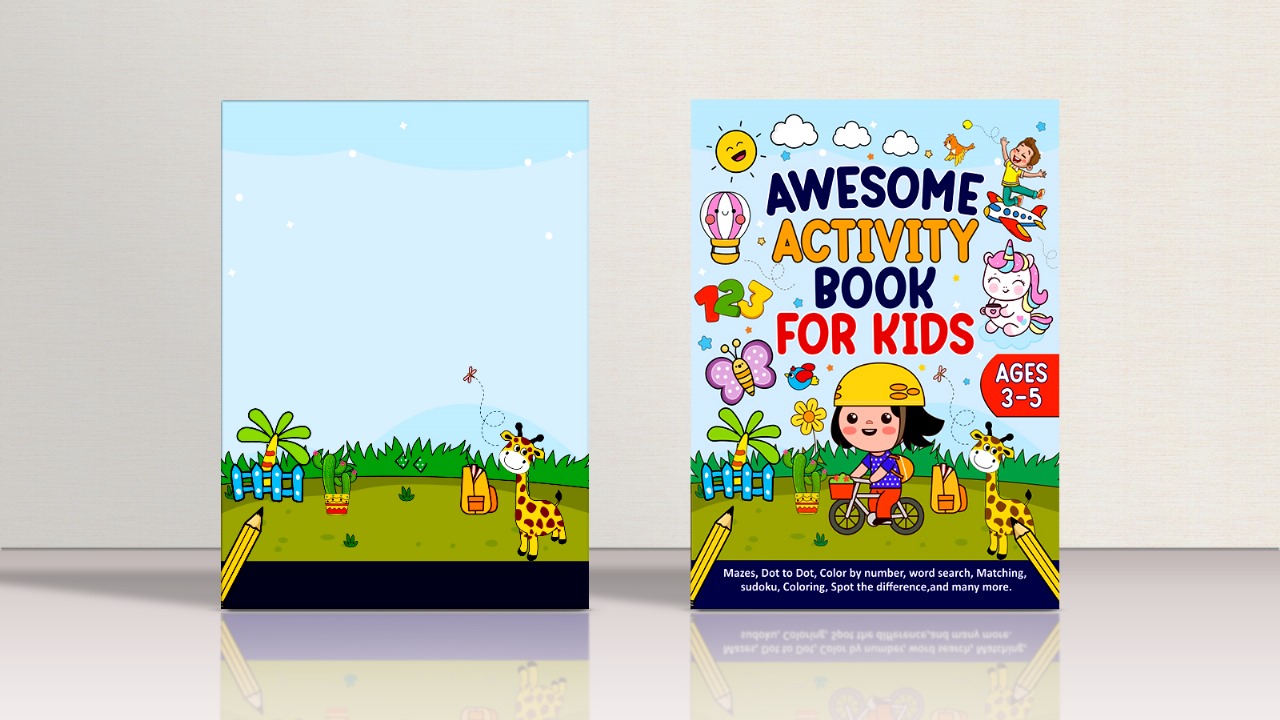 AWESOME
ACTIVITY
BOOK
FOR KIDS
123
AGES
3-5
Mazes, Dot to Dot, Color by number, word search, Matching,
sudoku, Coloring, Spot the difference,and many more.